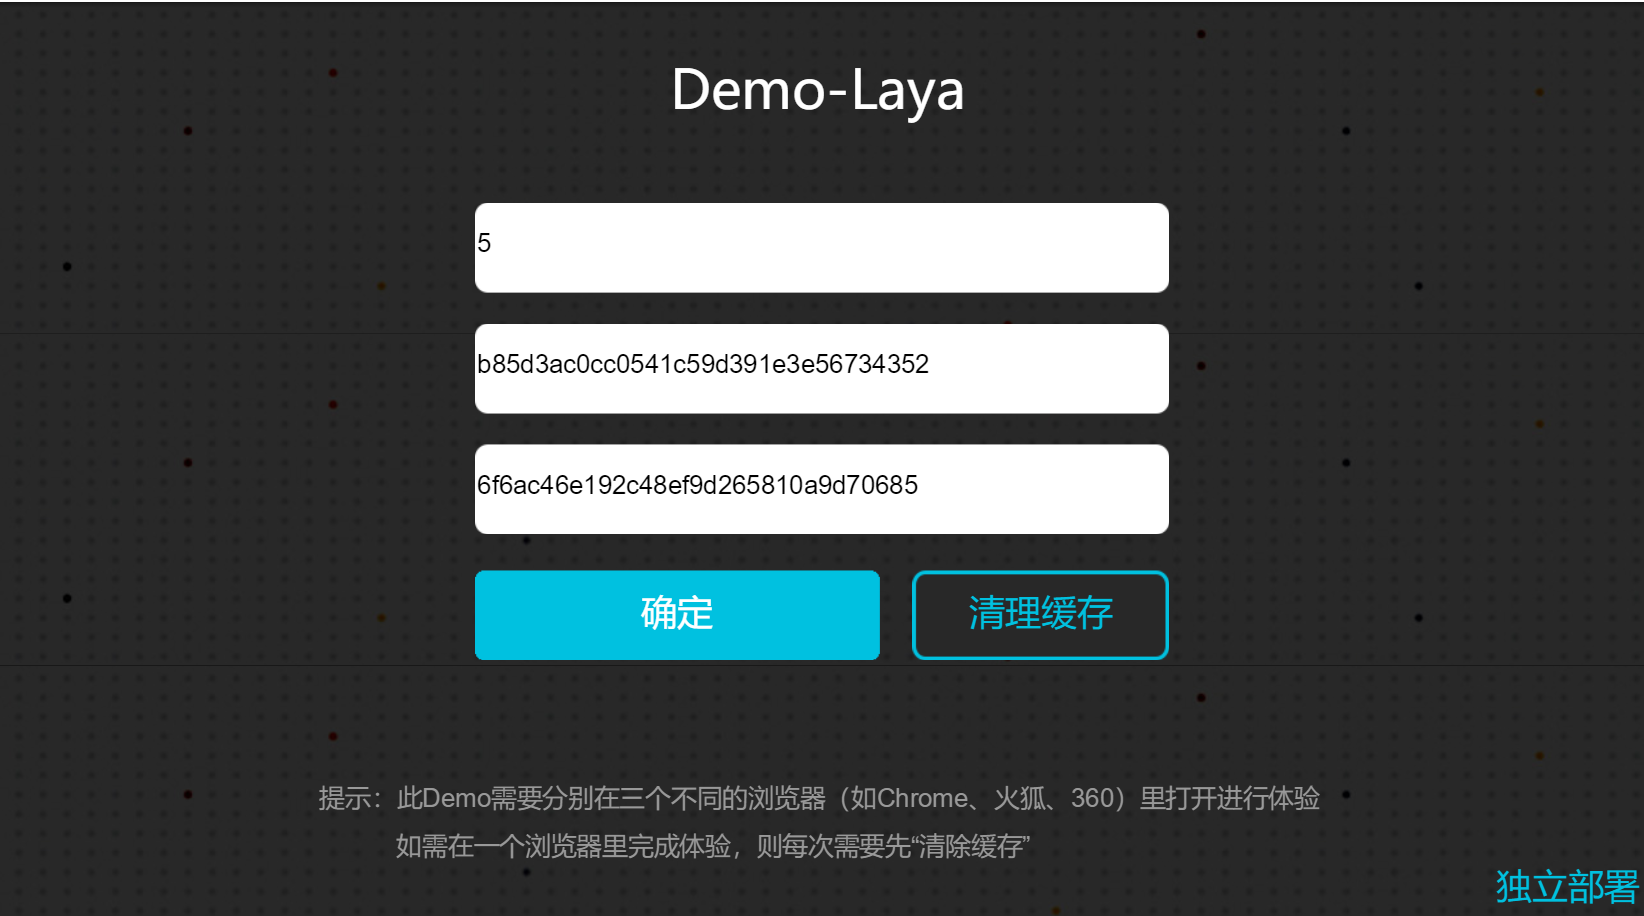 Demo-Laya
5
b85d3ac0cc0541c59d391e3e56734352
6f6ac46e192c48ef9d265810a9d70685
确定
清理缓存
提示：此Demo需要分别在三个不同的浏览器（如Chrome、火狐、360）里打开进行体验
如需在一个浏览器里完成体验，则每次需要先“清除缓存”
独立部署